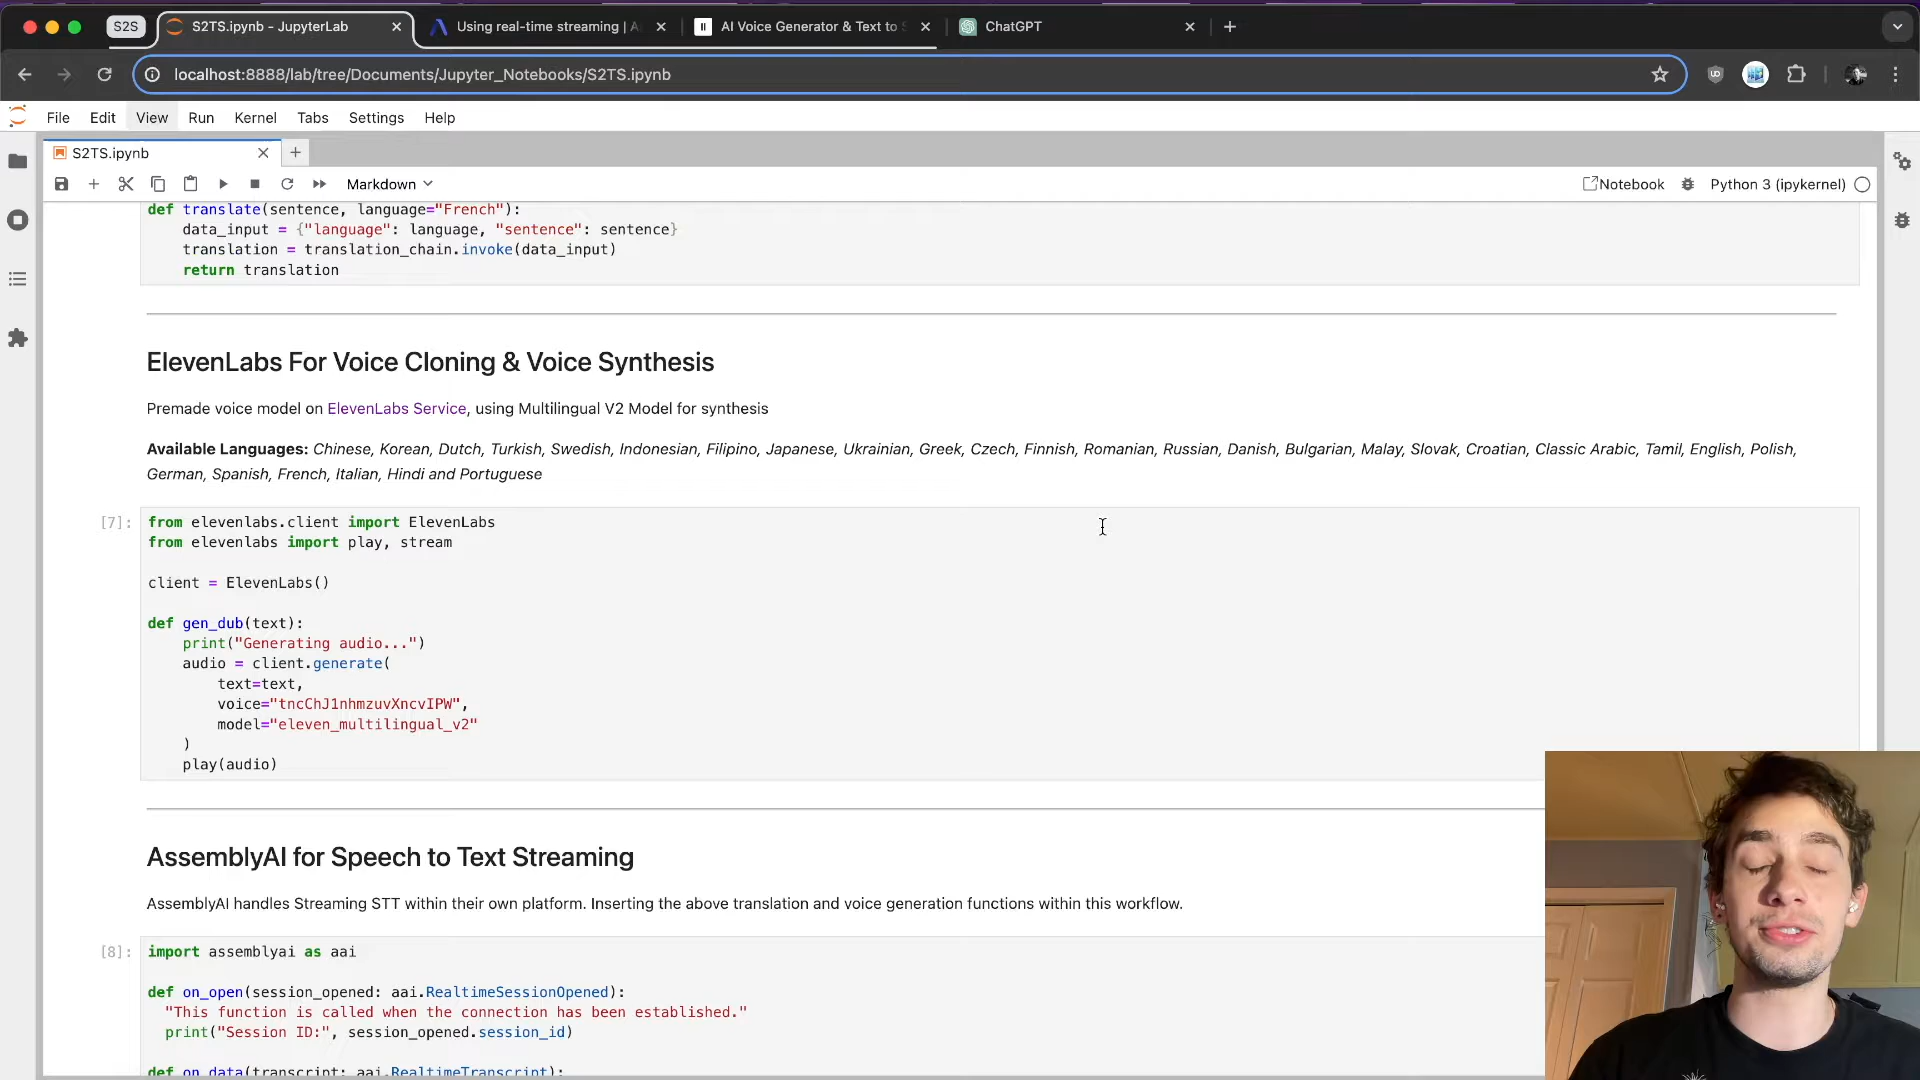 S2S
S2TS.ipynb - JupyterLab
Using real-time streaming | A
AI Voice Generator & Text to S
ChatGPT
localhost:8888/lab/tree/Documents/Jupyter_Notebooks/S2TS.ipynb
File Edit View Run Kernel Tabs Settings Help
S2TS.ipynb
Markdown
Notebook
Python 3 (ipykernel)
def translate(sentence, language="French"):
data_input = {"language": language, "sentence": sentence}
translation = translation_chain.invoke(data_input)
return translation
ElevenLabs For Voice Cloning & Voice Synthesis
Premade voice model on ElevenLabs Service, using Multilingual V2 Model for synthesis
Available Languages: Chinese, Korean, Dutch, Turkish, Swedish, Indonesian, Filipino, Japanese, Ukrainian, Greek, Czech, Finnish, Romanian, Russian, Danish, Bulgarian, Malay, Slovak, Croatian, Classic Arabic, Tamil, English, Polish,
German, Spanish, French, Italian, Hindi and Portuguese
[7]:
from elevenlabs.client import ElevenLabs
from elevenlabs import play, stream
client = ElevenLabs()
def gen_dub(text):
print("Generating audio...")
audio = client.generate(
text=text,
voice="tncChJ1nhmzuvXncvIPW",
model="eleven_multilingual_v2"
)
play(audio)
AssemblyAI for Speech to Text Streaming
AssemblyAI handles Streaming STT within their own platform. Inserting the above translation and voice generation functions within this workflow.
[8]:
import assemblyai as aai
def on_open(session_opened: aai.RealtimeSessionOpened):
"This function is called when the connection has been established."
print("Session ID:", session_opened.session_id)
def on_data(transcript: aai.RealtimeTranscript):